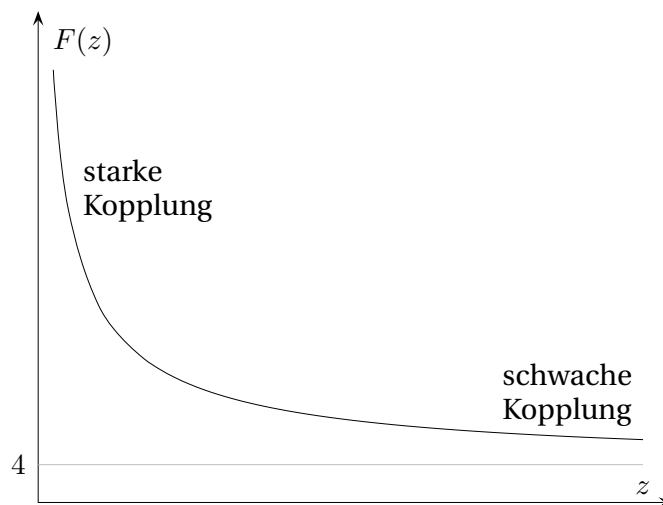 F(z)
starke
Kopplung
schwache
Kopplung
4
z